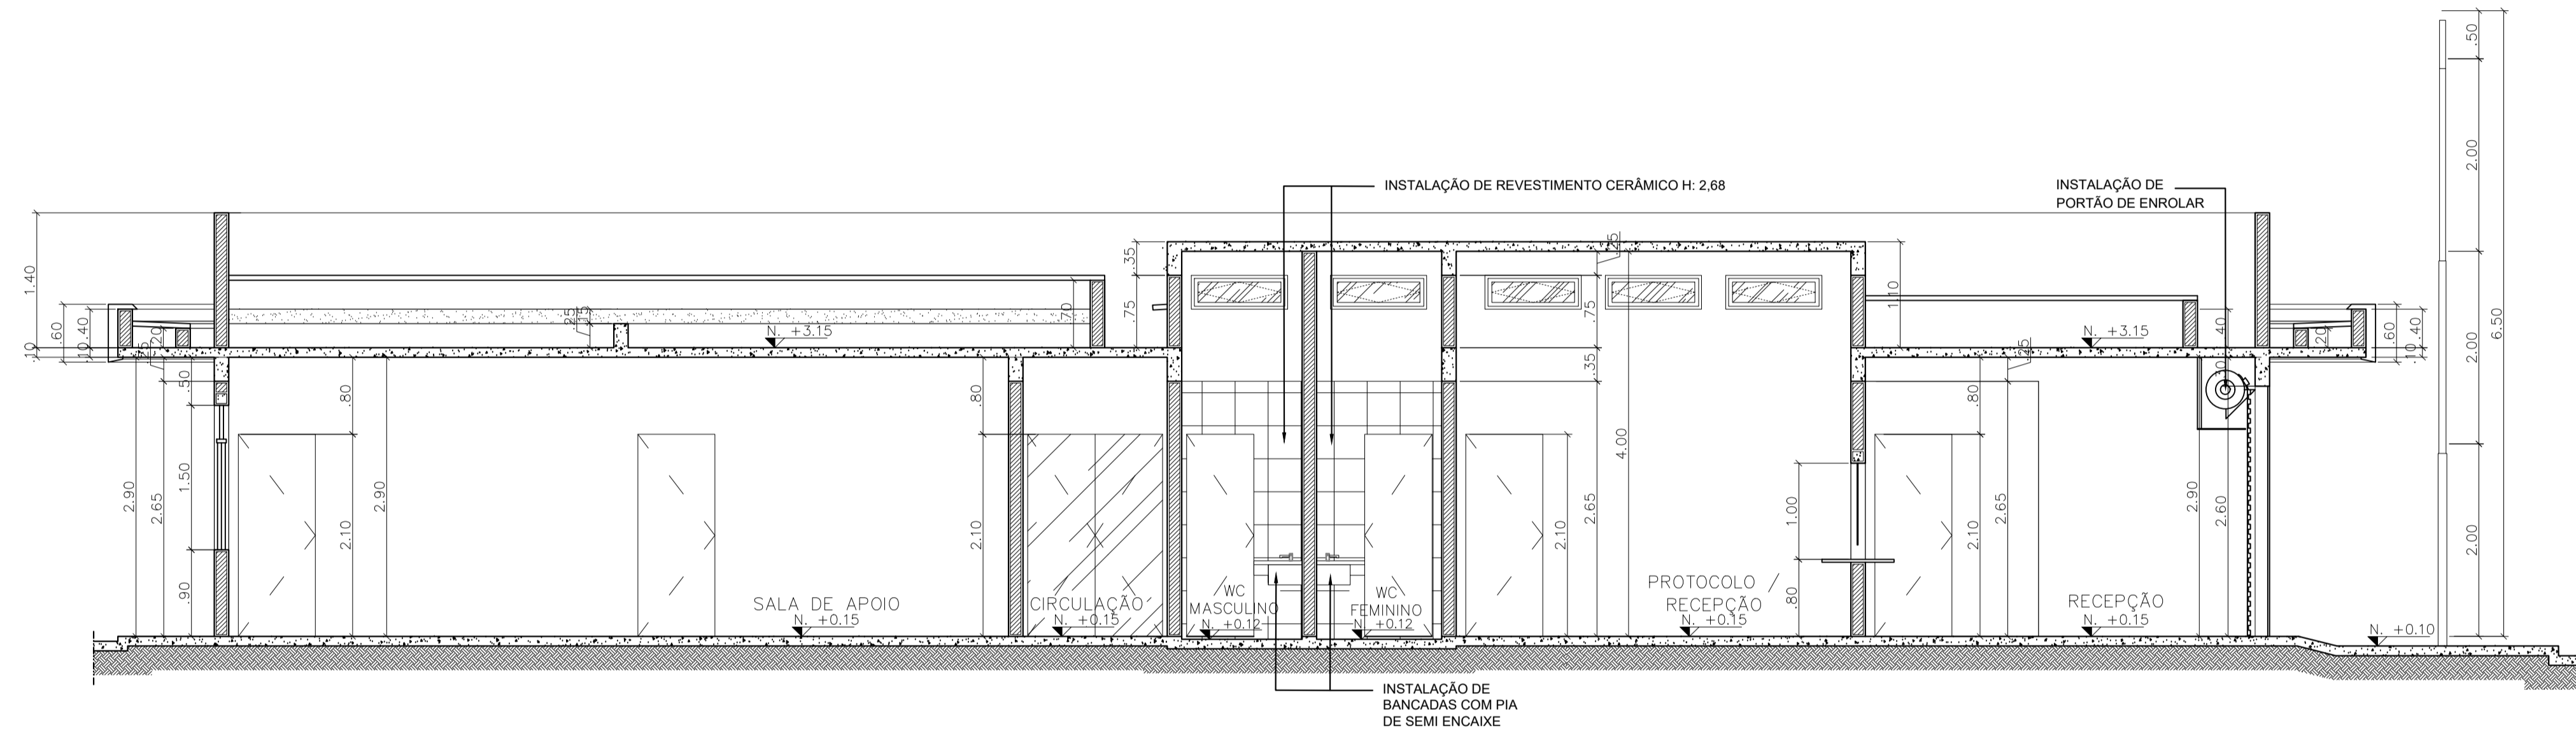 INSTALAÇÃO DE REVESTIMENTO CERÂMICO H: 2,68
INSTALAÇÃO DE
PORTÃO DE ENROLAR
.50
2.00
2.00
2.00
6.50
1.40
.60
.40
.10
.10
.20
.50
1.50
.90
2.90
2.65
.80
2.10
2.90
.25
.15
.70
N. +3.15
.80
2.10
.35
.75
.25
.75
.35
4.00
2.65
2.10
1.10
1.00
.80
N. +3.15
.40
.25
.80
2.10
2.65
2.90
2.60
.20
.60
.40
.10
SALA DE APOIO
N. +0.15
CIRCULAÇÃO
N. +0.15
WC
MASCULINO
N. +0.12
WC
FEMININO
N. +0.12
PROTOCOLO /
RECEPÇÃO
N. +0.15
RECEPÇÃO
N. +0.15
N. +0.10
INSTALAÇÃO DE
BANCADAS COM PIA
DE SEMI ENCAIXE